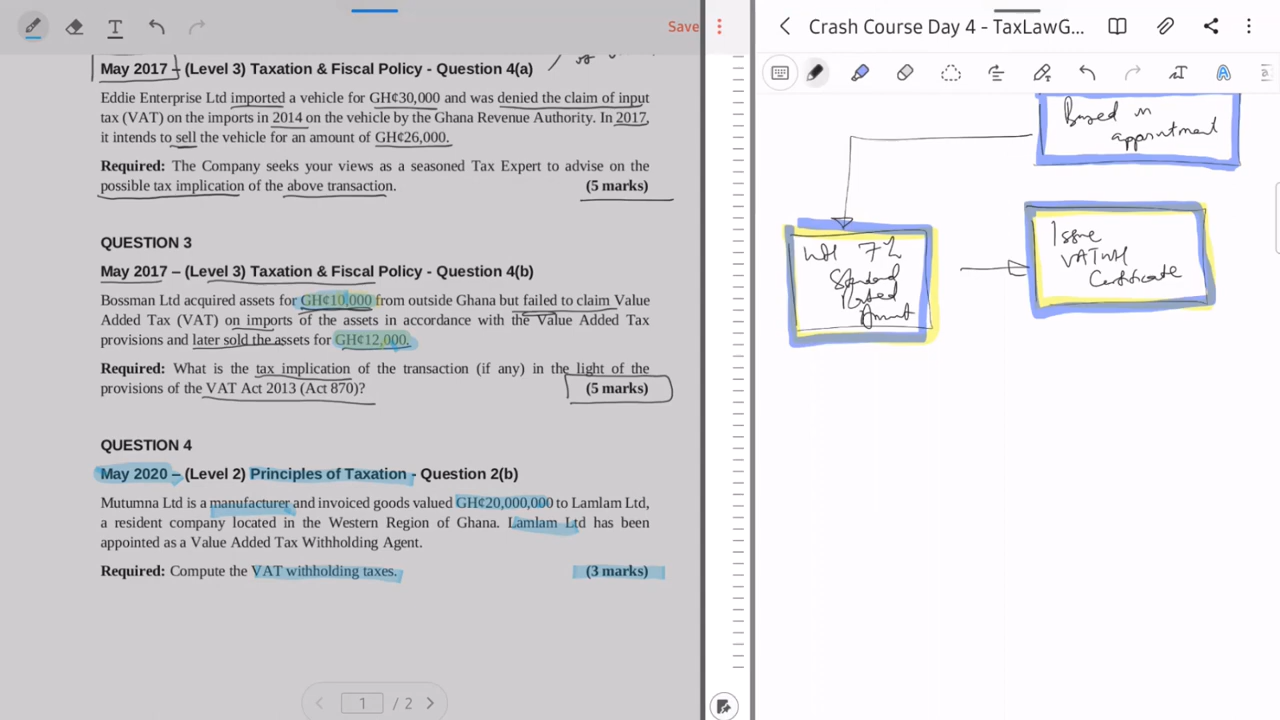 Save
May 2017 – (Level 3) Taxation & Fiscal Policy - Question 4(a)
Eddie Enterprise Ltd imported a vehicle for GH¢30,000 and was denied the claim of input
tax (VAT) on the imports in 2014 on the vehicle by the Ghana Revenue Authority. In 2017,
it intends to sell the vehicle for an amount of GH¢26,000.
Required: The Company seeks your views as a seasoned Tax Expert to advise on the
possible tax implication of the above transaction. (5 marks)
QUESTION 3
May 2017 – (Level 3) Taxation & Fiscal Policy - Question 4(b)
Bossman Ltd acquired assets for GH¢10,000 from outside Ghana but failed to claim Value
Added Tax (VAT) on imports of the assets in accordance with the Value Added Tax
provisions and later sold the assets for GH¢12,000.
Required: What is the tax implication of the transaction (if any) in the light of the
provisions of the VAT Act 2013 (Act 870)? (5 marks)
QUESTION 4
May 2020 – (Level 2) Principles of Taxation - Question 2(b)
Mutumna Ltd is a manufacturer and invoiced goods valued GH¢20,000,000 to Lamlam Ltd,
a resident company located in the Western Region of Ghana. Lamlam Ltd has been
appointed as a Value Added Tax Withholding Agent.
Required: Compute the VAT withholding taxes. (3 marks)
1 / 2
Crash Course Day 4 - TaxLawG...
Based on
appointment
WH 7%
Standard
Rated
Amount
Issue
VATWH
Certificate